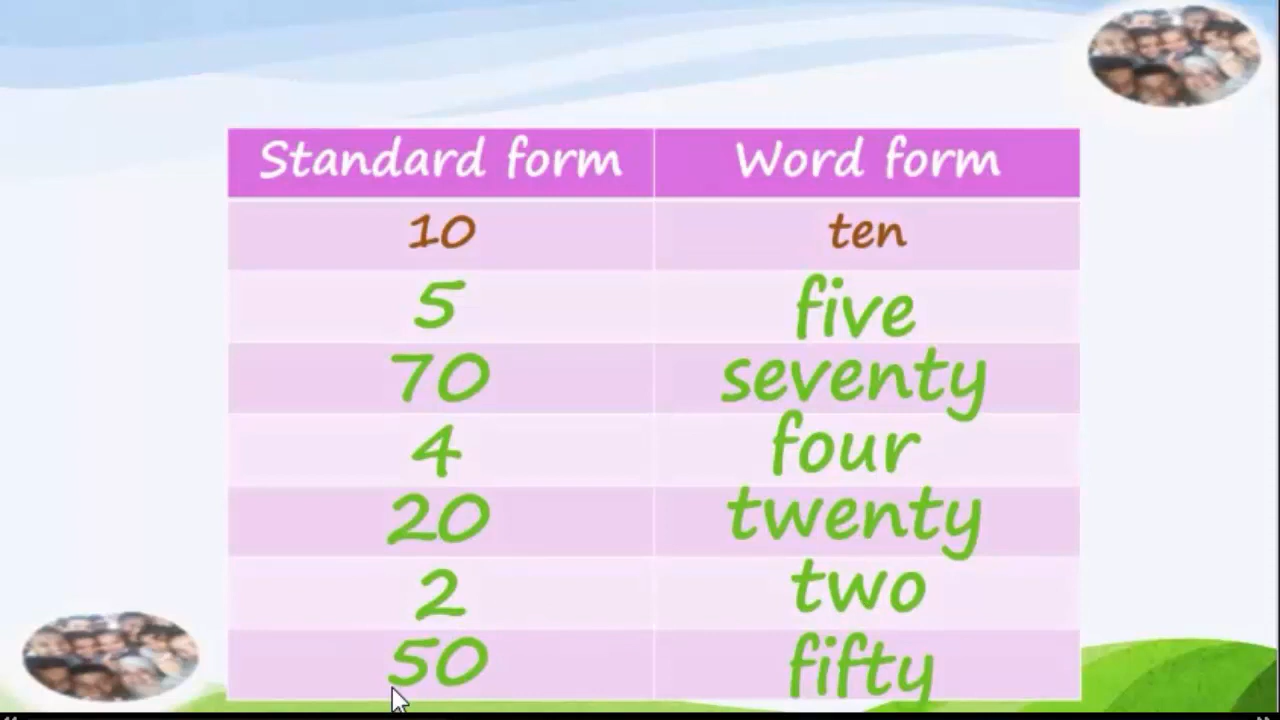 Standard form Word form
10 ten
5 five
70 seventy
4 four
20 twenty
2 two
50 fifty